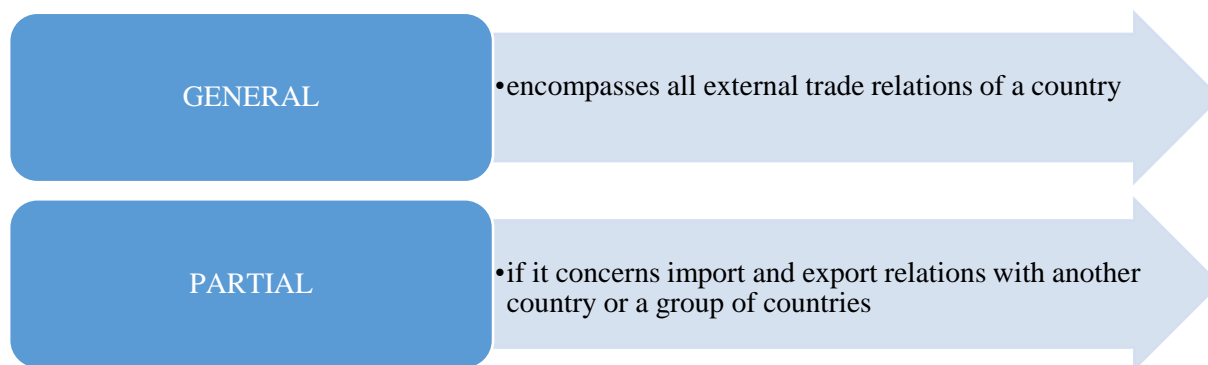 GENERAL
•encompasses all external trade relations of a country
PARTIAL
•if it concerns import and export relations with another
country or a group of countries